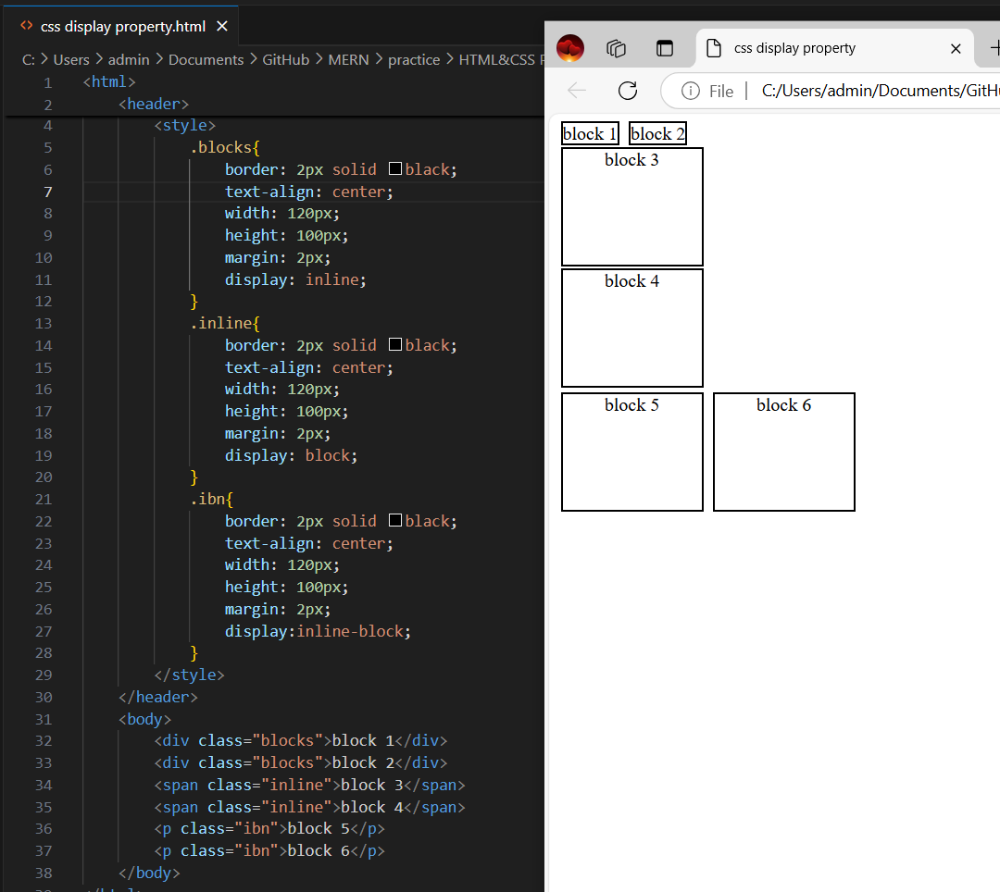 <> css display property.html ×
C: > Users > admin > Documents > GitHub > MERN > practice > HTML&CSS
1 <html>
2 <header>
4 <style>
5 .blocks{
6 border: 2px solid black;
7 text-align: center;
8 width: 120px;
9 height: 100px;
10 margin: 2px;
11 display: inline;
12 }
13 .inline{
14 border: 2px solid black;
15 text-align: center;
16 width: 120px;
17 height: 100px;
18 margin: 2px;
19 display: block;
20 }
21 .ibn{
22 border: 2px solid black;
23 text-align: center;
24 width: 120px;
25 height: 100px;
26 margin: 2px;
27 display:inline-block;
28 }
29 </style>
30 </header>
31 <body>
32 <div class="blocks">block 1</div>
33 <div class="blocks">block 2</div>
34 <span class="inline">block 3</span>
35 <span class="inline">block 4</span>
36 <p class="ibn">block 5</p>
37 <p class="ibn">block 6</p>
38 </body>
css display property
File | C:/Users/admin/Documents/GitH
block 1 block 2
block 3
block 4
block 5 block 6